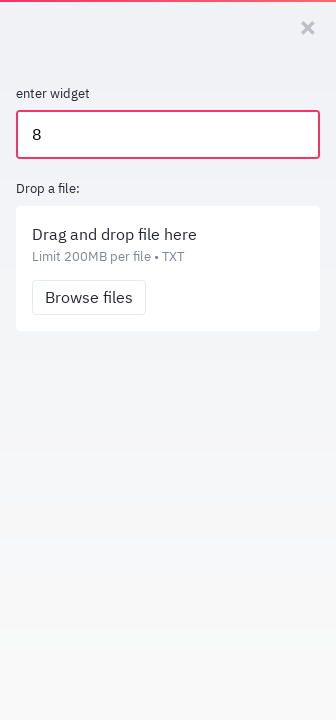 enter widget
8
Drop a file:
Drag and drop file here
Limit 200MB per file • TXT
Browse files